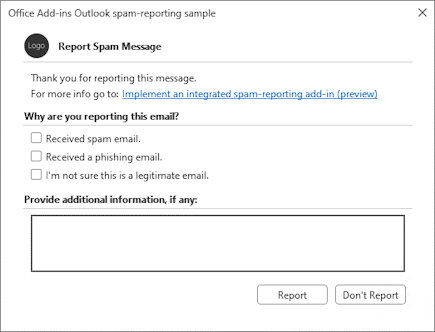 Office Add-ins Outlook spam-reporting sample
Logo
Report Spam Message
Thank you for reporting this message.
For more info go to: Implement an integrated spam-reporting add-in (preview)
Why are you reporting this email?
Received spam email.
Received a phishing email.
I'm not sure this is a legitimate email.
Provide additional information, if any:
Report Don't Report